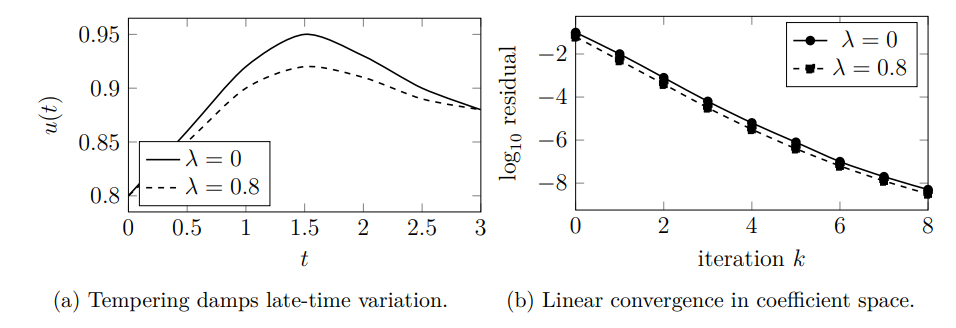 0.95
0.9
0.85
0.8
u(t)
λ = 0
λ = 0.8
0 0.5 1 1.5 2 2.5 3
t
(a) Tempering damps late-time variation.
−2
−4
−6
−8
log₁₀ residual
λ = 0
λ = 0.8
0 2 4 6 8
iteration k
(b) Linear convergence in coefficient space.